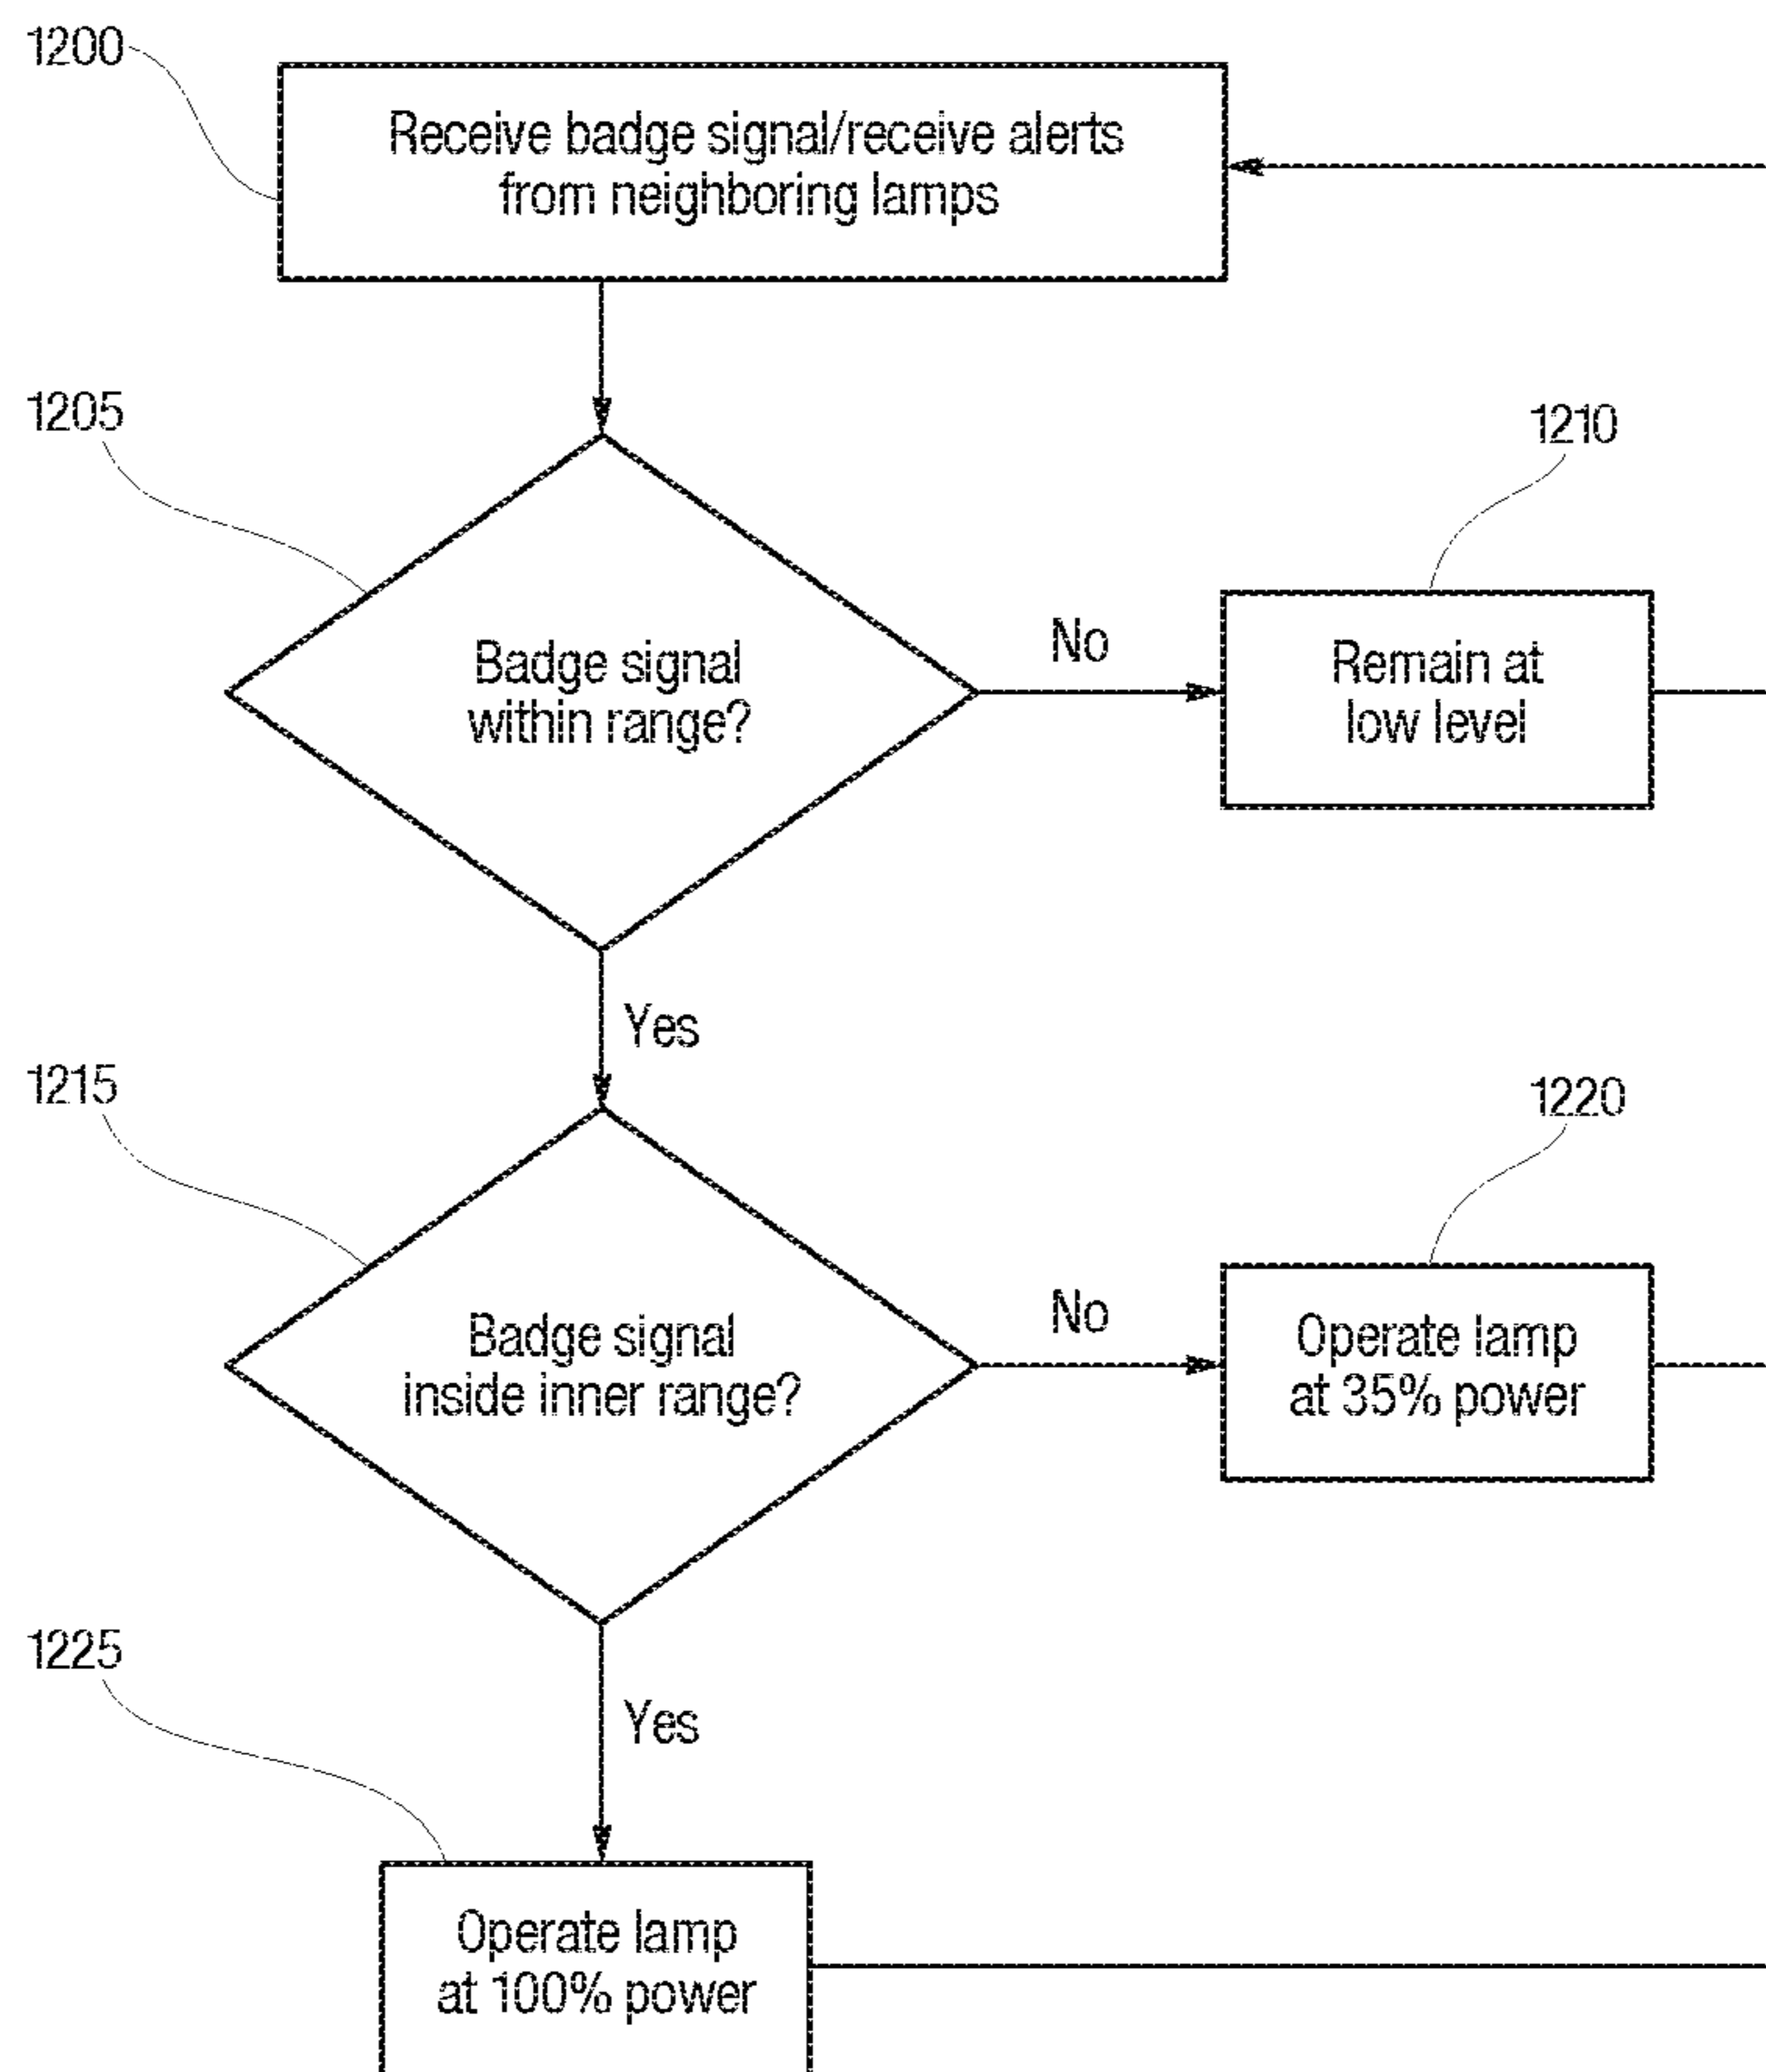 1200
Receive badge signal/receive alerts
from neighboring lamps
1205
1210
Badge signal
within range?
No
Remain at
low level
Yes
1215
1220
Badge signal
inside inner range?
No
Operate lamp
at 35% power
1225
Yes
Operate lamp
at 100% power